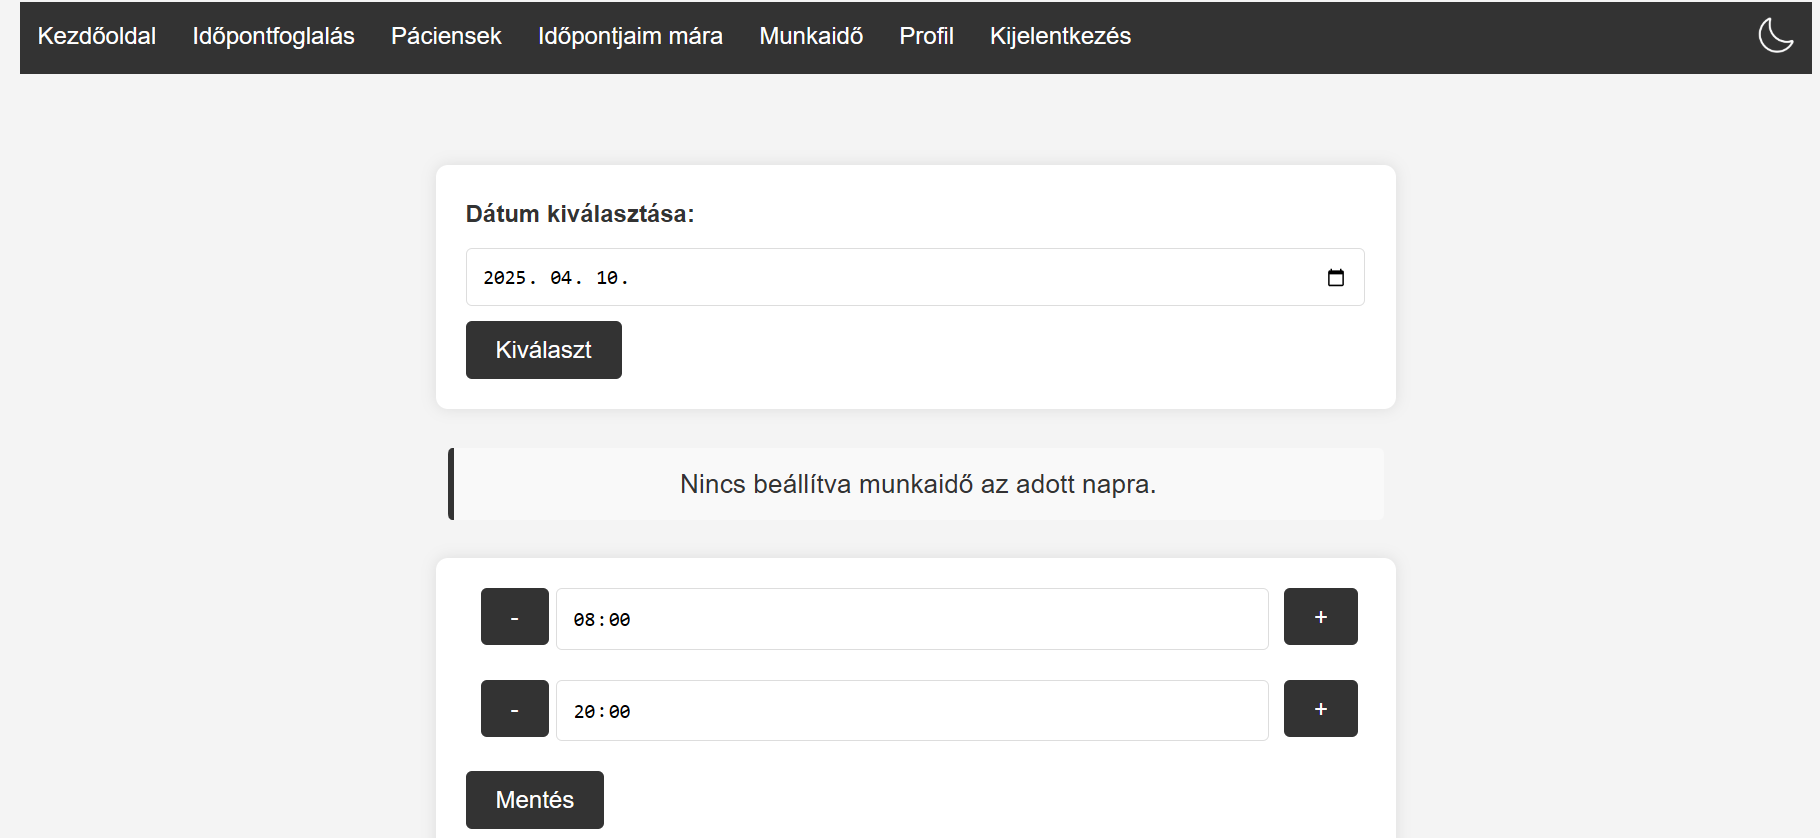 Kezdőoldal Időpontfoglalás Páciensek Időpontjaim mára Munkaidő Profil Kijelentkezés
Dátum kiválasztása:
2025. 04. 10.
Kiválaszt
Nincs beállítva munkaidő az adott napra.
- 08:00 +
- 20:00 +
Mentés